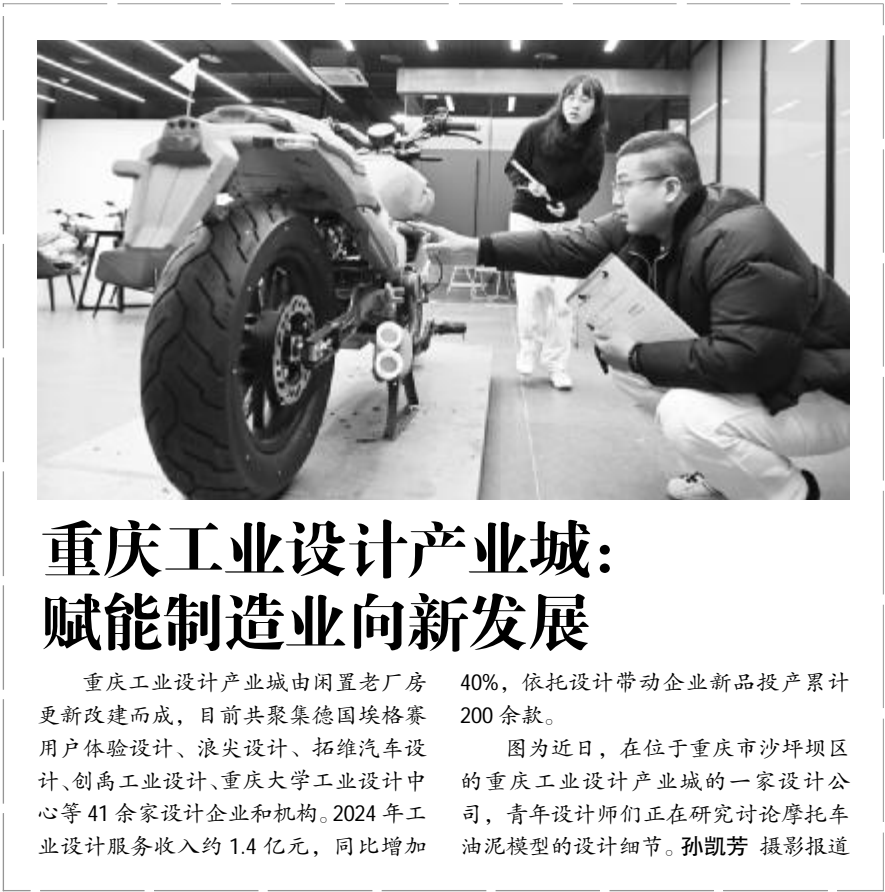 重庆工业设计产业城：
赋能制造业向新发展
重庆工业设计产业城由闲置老厂房
更新改建而成，目前共聚集德国埃格赛
用户体验设计、浪尖设计、拓维汽车设
计、创禹工业设计、重庆大学工业设计中
心等 41 余家设计企业和机构。2024 年工
业设计服务收入约 1.4 亿元，同比增加
40%，依托设计带动企业新品投产累计
200 余款。
图为近日，在位于重庆市沙坪坝区
的重庆工业设计产业城的一家设计公
司，青年设计师们正在研究讨论摩托车
油泥模型的设计细节。孙凯芳 摄影报道